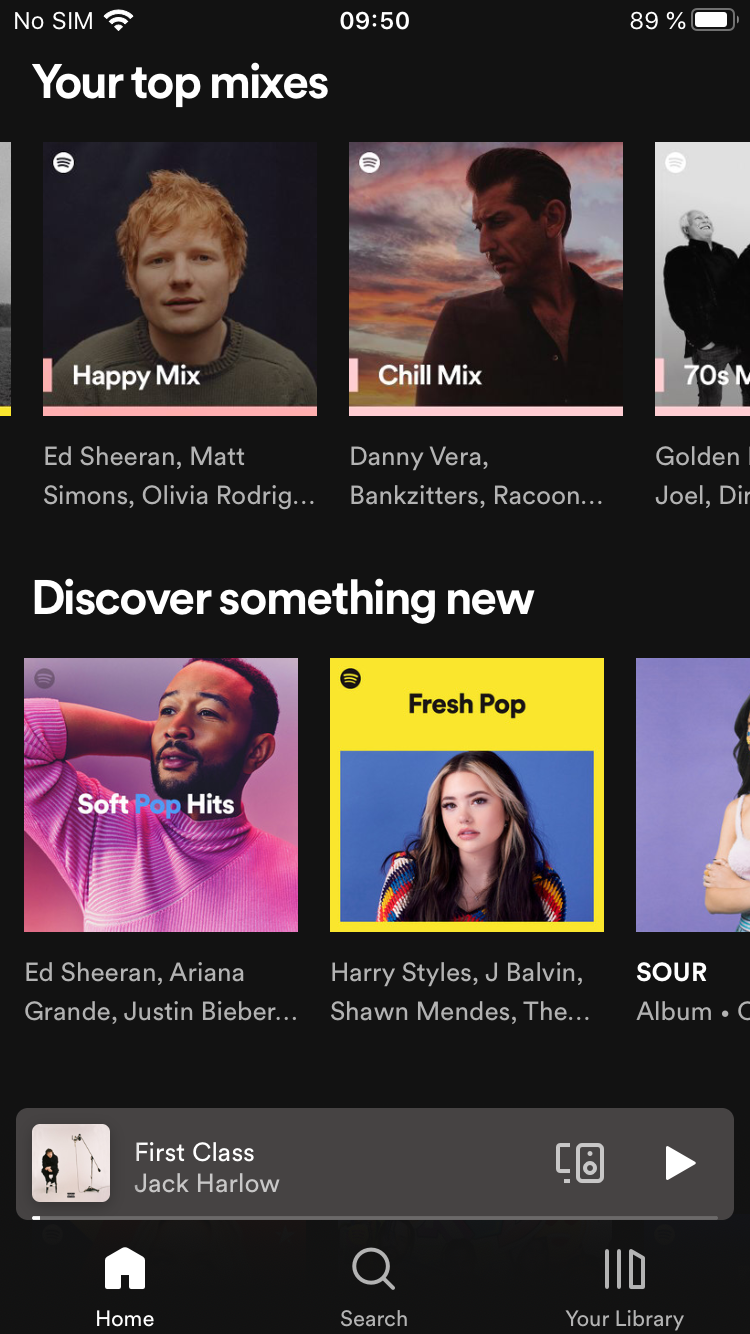 No SIM 09:50 89 %
Your top mixes
Happy Mix
Chill Mix
70s
Ed Sheeran, Matt
Simons, Olivia Rodrig...
Danny Vera,
Bankzitters, Racoon...
Golden
Joel,
Discover something new
Soft Pop Hits
Fresh Pop
Ed Sheeran, Ariana
Grande, Justin Bieber...
Harry Styles, J Balvin,
Shawn Mendes, The...
SOUR
Album •
First Class
Jack Harlow
Home
Search
Your Library